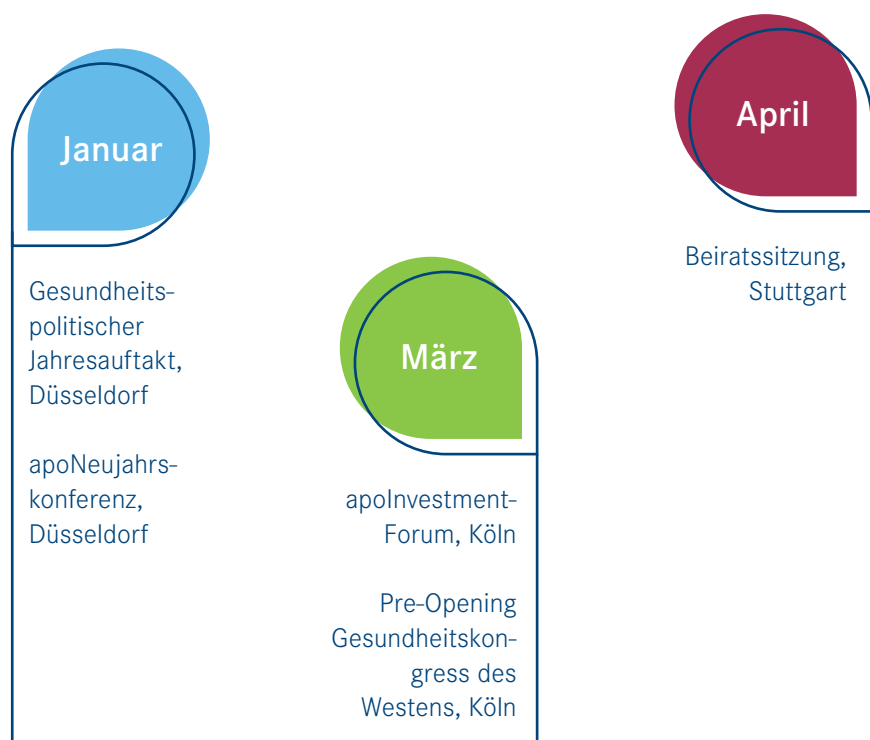 Januar
Gesundheits-
politischer
Jahresauftakt,
Düsseldorf
apoNeujahrs-
konferenz,
Düsseldorf
März
apoInvestment-
Forum, Köln
Pre-Opening
Gesundheitskon-
gress des
Westens, Köln
April
Beiratssitzung,
Stuttgart